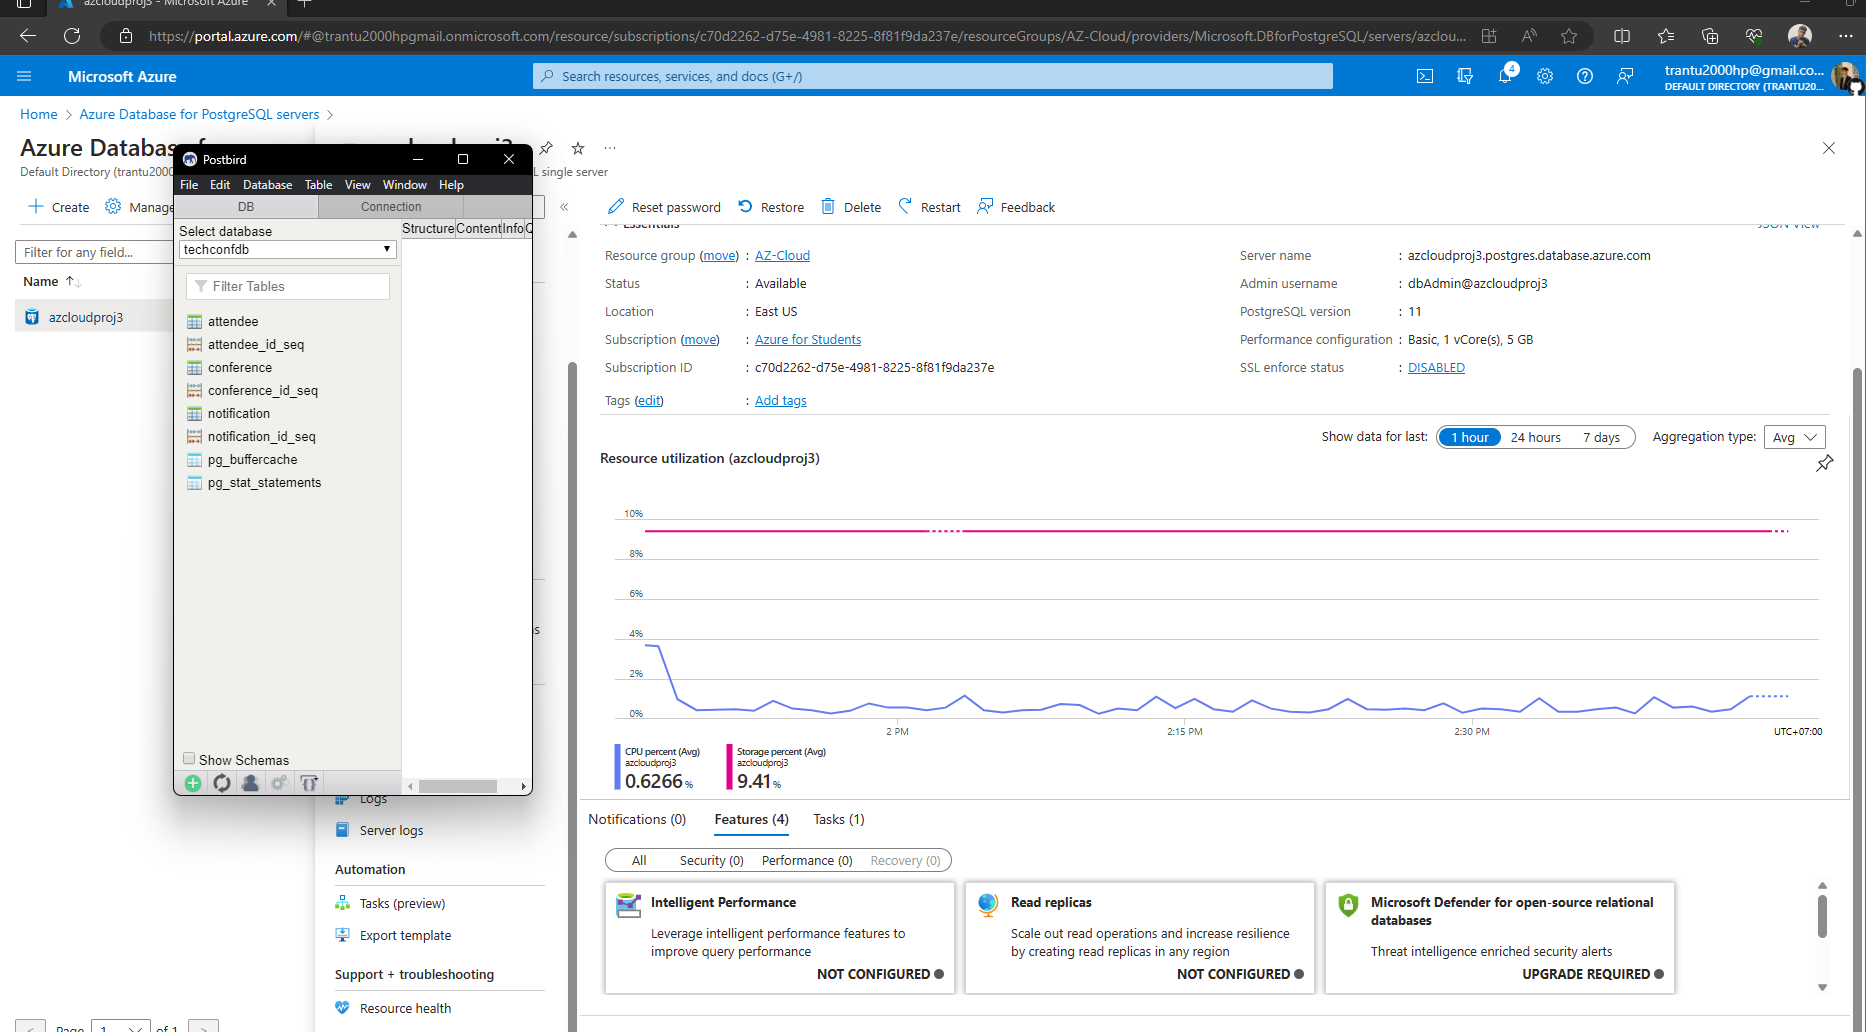 azcloudproj3 - Microsoft Azure
https://portal.azure.com/#@trantu2000hpgmail.onmicrosoft.com/resource/subscriptions/c70d2262-d75e-4981-8225-8f81f9da237e/resourceGroups/AZ-Cloud/providers/Microsoft.DBforPostgreSQL/servers/azclou...
Microsoft Azure
Search resources, services, and docs (G+/)
4
trantu2000hp@gmail.co...
DEFAULT DIRECTORY (TRANTU20...
Home > Azure Database for PostgreSQL servers >
Azure Database
Default Directory (trantu2000
L single server
Create
Manage
Filter for any field...
Name
azcloudproj3
Postbird
File Edit Database Table View Window Help
DB Connection
Select database
techconfdb
Structure Content Info Q
Filter Tables
attendee
attendee_id_seq
conference
conference_id_seq
notification
notification_id_seq
pg_buffercache
pg_stat_statements
Show Schemas
Logs
Server logs
Automation
Tasks (preview)
Export template
Support + troubleshooting
Resource health
Page 1 of 1
Reset password Restore Delete Restart Feedback
Essentials
JSON View
Resource group (move) : AZ-Cloud
Status : Available
Location : East US
Subscription (move) : Azure for Students
Subscription ID : c70d2262-d75e-4981-8225-8f81f9da237e
Tags (edit) : Add tags
Server name : azcloudproj3.postgres.database.azure.com
Admin username : dbAdmin@azcloudproj3
PostgreSQL version : 11
Performance configuration : Basic, 1 vCore(s), 5 GB
SSL enforce status : DISABLED
Show data for last: 1 hour 24 hours 7 days Aggregation type: Avg
Resource utilization (azcloudproj3)
10%
8%
6%
4%
2%
0%
2 PM 2:15 PM 2:30 PM UTC+07:00
CPU percent (Avg)
azcloudproj3
0.6266 %
Storage percent (Avg)
azcloudproj3
9.41 %
Notifications (0) Features (4) Tasks (1)
All Security (0) Performance (0) Recovery (0)
Intelligent Performance
Leverage intelligent performance features to
improve query performance
NOT CONFIGURED
Read replicas
Scale out read operations and increase resilience
by creating read replicas in any region
NOT CONFIGURED
Microsoft Defender for open-source relational
databases
Threat intelligence enriched security alerts
UPGRADE REQUIRED